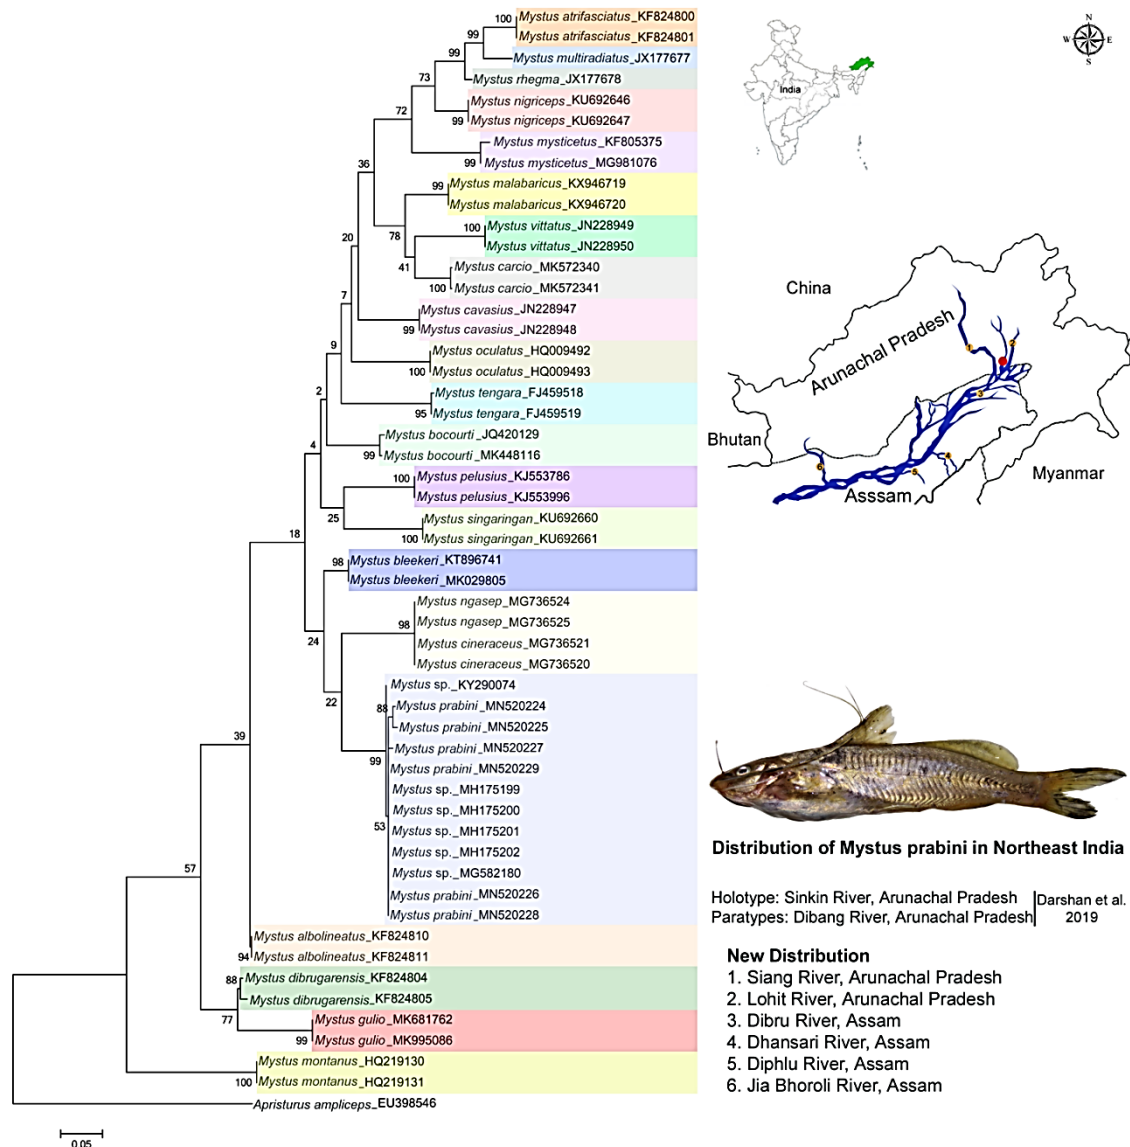 Mystus atrifasciatus_KF824800
Mystus atrifasciatus_KF824801
Mystus multiradiatus_JX177677
Mystus rhegma_JX177678
Mystus nigriceps_KU692646
Mystus nigriceps_KU692647
Mystus mysticetus_KF805375
Mystus mysticetus_MG981076
Mystus malabaricus_KX946719
Mystus malabaricus_KX946720
Mystus vittatus_JN228949
Mystus vittatus_JN228950
Mystus carcio_MK572340
Mystus carcio_MK572341
Mystus cavasius_JN228947
Mystus cavasius_JN228948
Mystus oculatus_HQ009492
Mystus oculatus_HQ009493
Mystus tengara_FJ459518
Mystus tengara_FJ459519
Mystus bocourti_JQ420129
Mystus bocourti_MK448116
Mystus pelusius_KJ553786
Mystus pelusius_KJ553996
Mystus singaringan_KU692660
Mystus singaringan_KU692661
Mystus bleekeri_KT896741
Mystus bleekeri_MK029805
Mystus ngasep_MG736524
Mystus ngasep_MG736525
Mystus cineraceus_MG736521
Mystus cineraceus_MG736520
Mystus sp._KY290074
Mystus prabini_MN520224
Mystus prabini_MN520225
Mystus prabini_MN520227
Mystus prabini_MN520229
Mystus sp._MH175199
Mystus sp._MH175200
Mystus sp._MH175201
Mystus sp._MH175202
Mystus sp._MG582180
Mystus prabini_MN520226
Mystus prabini_MN520228
Mystus albolineatus_KF824810
Mystus albolineatus_KF824811
Mystus dibrugarensis_KF824804
Mystus dibrugarensis_KF824805
Mystus gulio_MK681762
Mystus gulio_MK995086
Mystus montanus_HQ219130
Mystus montanus_HQ219131
Apristurus ampliceps_EU398546
100
99
99
73
99
72
99
36
99
100
78
41
100
20
99
7
100
9
95
2
99
4
100
25
100
18
98
98
24
22
88
99
53
39
94
57
88
77
99
100
0.05
N
W E
S
India
China
Arunachal Pradesh
Bhutan
Asssam
Myanmar
1
2
3
4
5
6
Distribution of Mystus prabini in Northeast India
Holotype: Sinkin River, Arunachal Pradesh
Paratypes: Dibang River, Arunachal Pradesh
Darshan et al.
2019
New Distribution
1. Siang River, Arunachal Pradesh
2. Lohit River, Arunachal Pradesh
3. Dibru River, Assam
4. Dhansari River, Assam
5. Diphlu River, Assam
6. Jia Bhoroli River, Assam